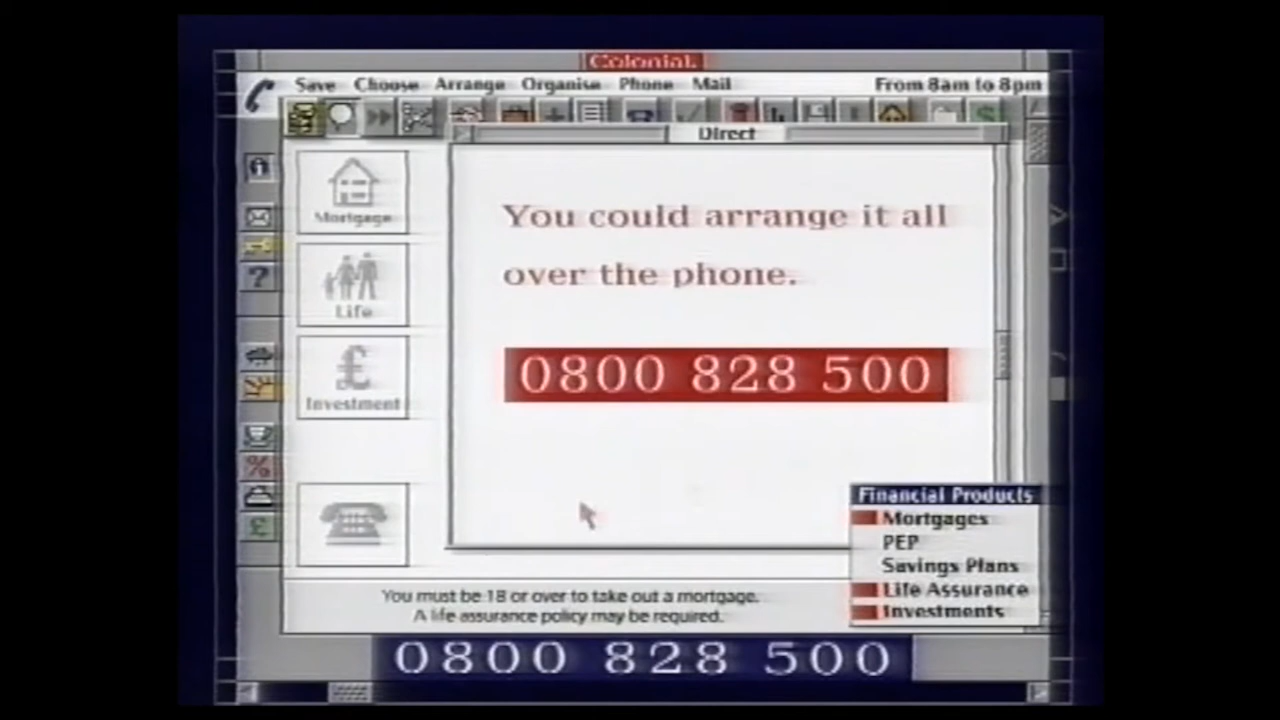 Colonial.
Save Choose Arrange Organise Phone Mail From 8am to 8pm
Direct
Mortgage
Life
£
Investment
You could arrange it all
over the phone.
0800 828 500
Financial Products
Mortgages
PEP
Savings Plans
Life Assurance
Investments
You must be 18 or over to take out a mortgage.
A life assurance policy may be required.
0800 828 500